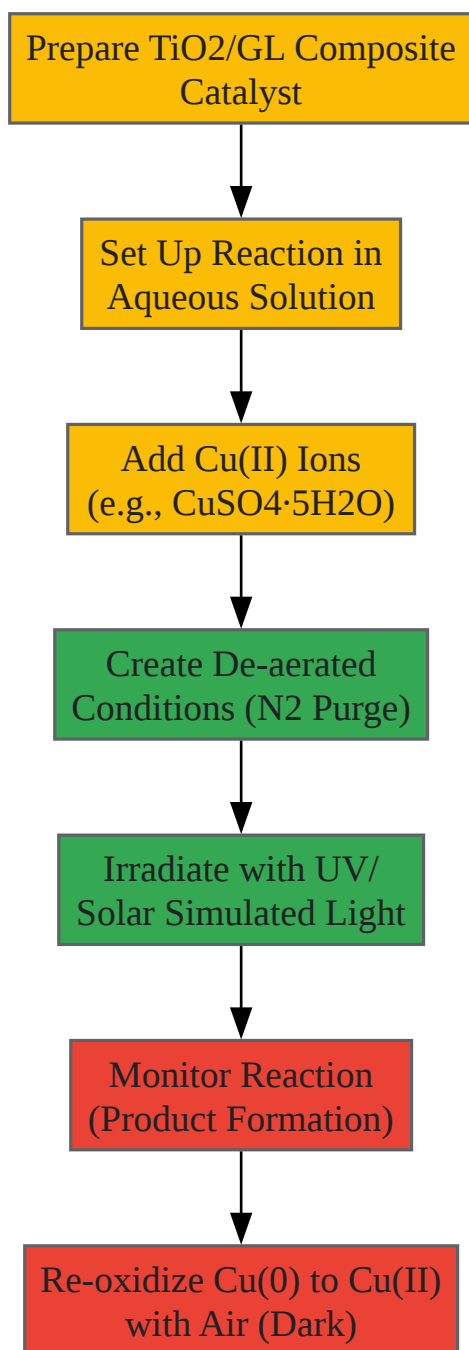 Prepare TiO2/GL Composite
Catalyst
Set Up Reaction in
Aqueous Solution
Add Cu(II) Ions
(e.g., CuSO4·5H2O)
Create De-aerated
Conditions (N2 Purge)
Irradiate with UV/
Solar Simulated Light
Monitor Reaction
(Product Formation)
Re-oxidize Cu(0) to Cu(II)
with Air (Dark)